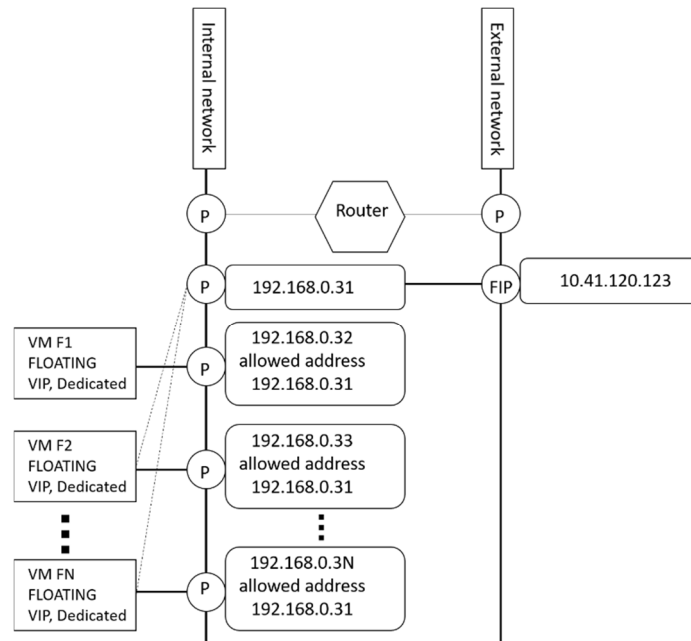 Internal network
External network
P
Router
P
P
192.168.0.31
FIP
10.41.120.123
VM F1
FLOATING
VIP, Dedicated
P
192.168.0.32
allowed address
192.168.0.31
VM F2
FLOATING
VIP, Dedicated
P
192.168.0.33
allowed address
192.168.0.31
VM FN
FLOATING
VIP, Dedicated
P
192.168.0.3N
allowed address
192.168.0.31